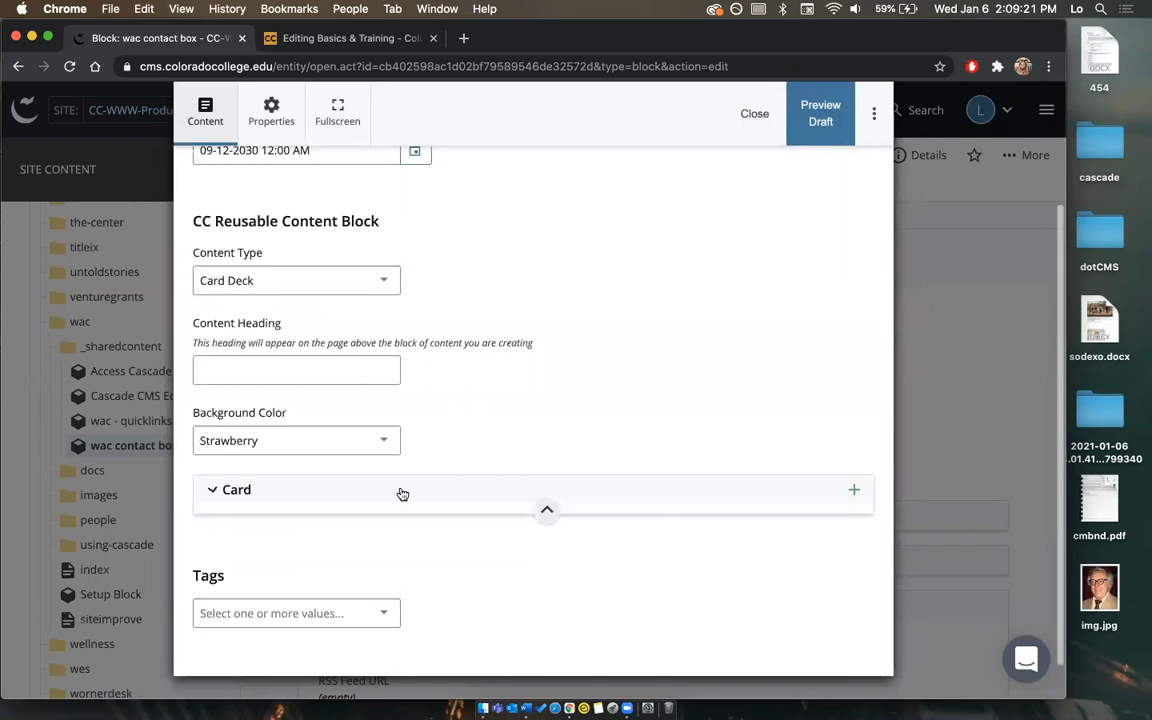 Chrome File Edit View History Bookmarks People Tab Window Help 59% Wed Jan 6 2:09:21 PM Lo
Block: wac contact box - CC-W Editing Basics & Training - Col
cms.coloradocollege.edu/entity/open.act?id=cb402598ac1d02bf79589546de32572d&type=block&action=edit
SITE: CC-WWW-Produ Search L
Content Properties Fullscreen Close Preview Draft
SITE CONTENT Details More
09-12-2030 12:00 AM
the-center
titleix
untoldstories
venturegrants
wac
_sharedcontent
Access Cascade
Cascade CMS Ed
wac - quicklinks
wac contact bo
docs
images
people
using-cascade
index
Setup Block
siteimprove
wellness
wes
wornerdesk
CC Reusable Content Block
Content Type
Card Deck
Content Heading
This heading will appear on the page above the block of content you are creating
Background Color
Strawberry
Card
Tags
Select one or more values...
RSS Feed URL
(empty)
GOCX
454
cascade
dotCMS
sodexo.docx
2021-01-06
.01.41...799340
cmbnd.pdf
img.jpg